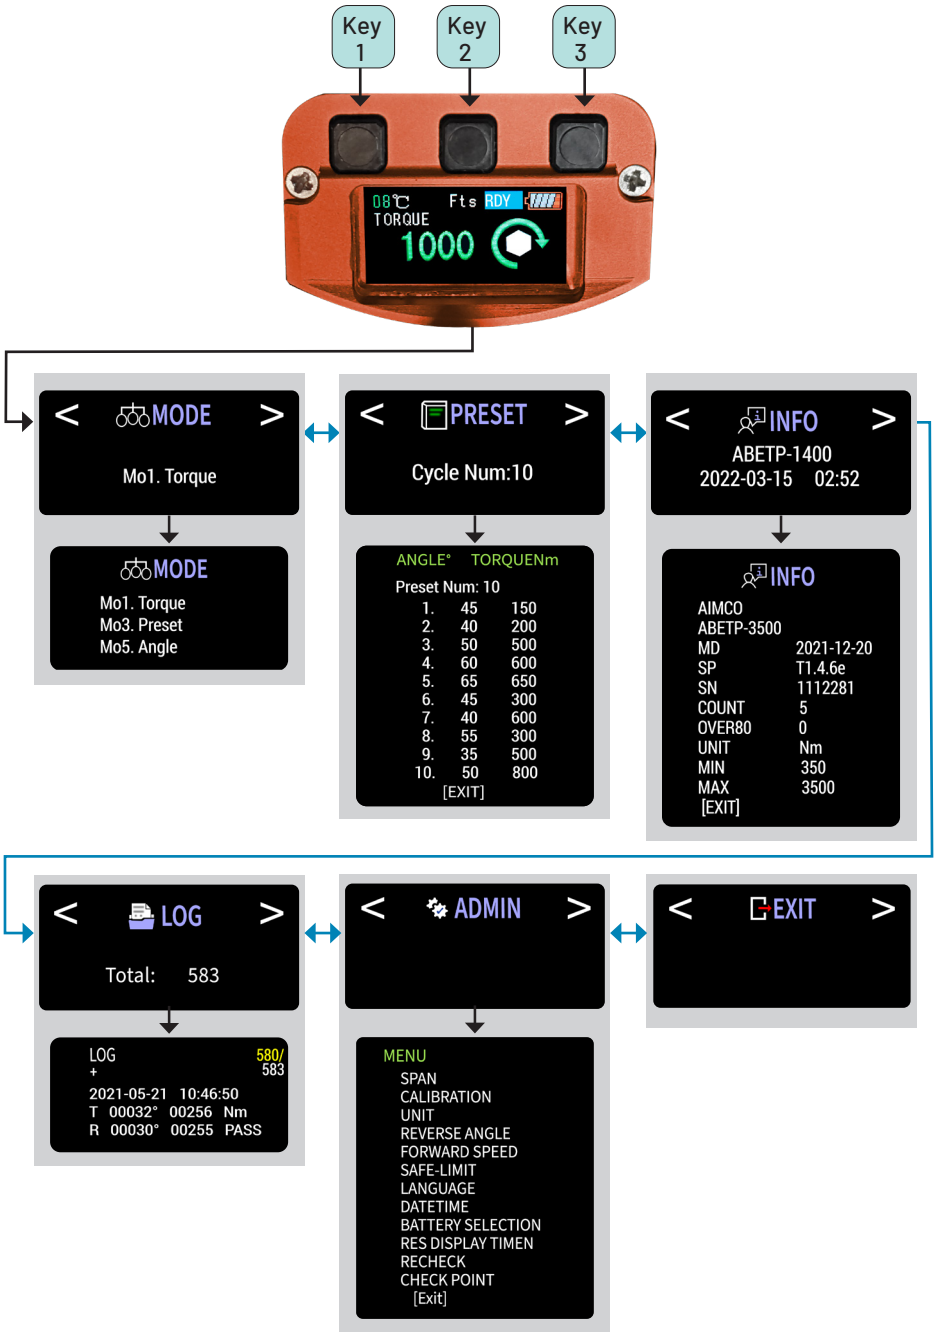 Key
1
Key
2
Key
3
08℃ Fts RDY
TORQUE
1000
< MODE >
Mo1. Torque
MODE
Mo1. Torque
Mo3. Preset
Mo5. Angle
< PRESET >
Cycle Num:10
ANGLE° TORQUENm
Preset Num: 10
1. 45 150
2. 40 200
3. 50 500
4. 60 600
5. 65 650
6. 45 300
7. 40 600
8. 55 300
9. 35 500
10. 50 800
[EXIT]
< INFO >
ABETP-1400
2022-03-15 02:52
INFO
AIMCO
ABETP-3500
MD 2021-12-20
SP T1.4.6e
SN 1112281
COUNT 5
OVER80 0
UNIT Nm
MIN 350
MAX 3500
[EXIT]
< LOG >
Total: 583
LOG 580/
+ 583
2021-05-21 10:46:50
T 00032° 00256 Nm
R 00030° 00255 PASS
< ADMIN >
MENU
SPAN
CALIBRATION
UNIT
REVERSE ANGLE
FORWARD SPEED
SAFE-LIMIT
LANGUAGE
DATETIME
BATTERY SELECTION
RES DISPLAY TIMEN
RECHECK
CHECK POINT
[Exit]
< EXIT >